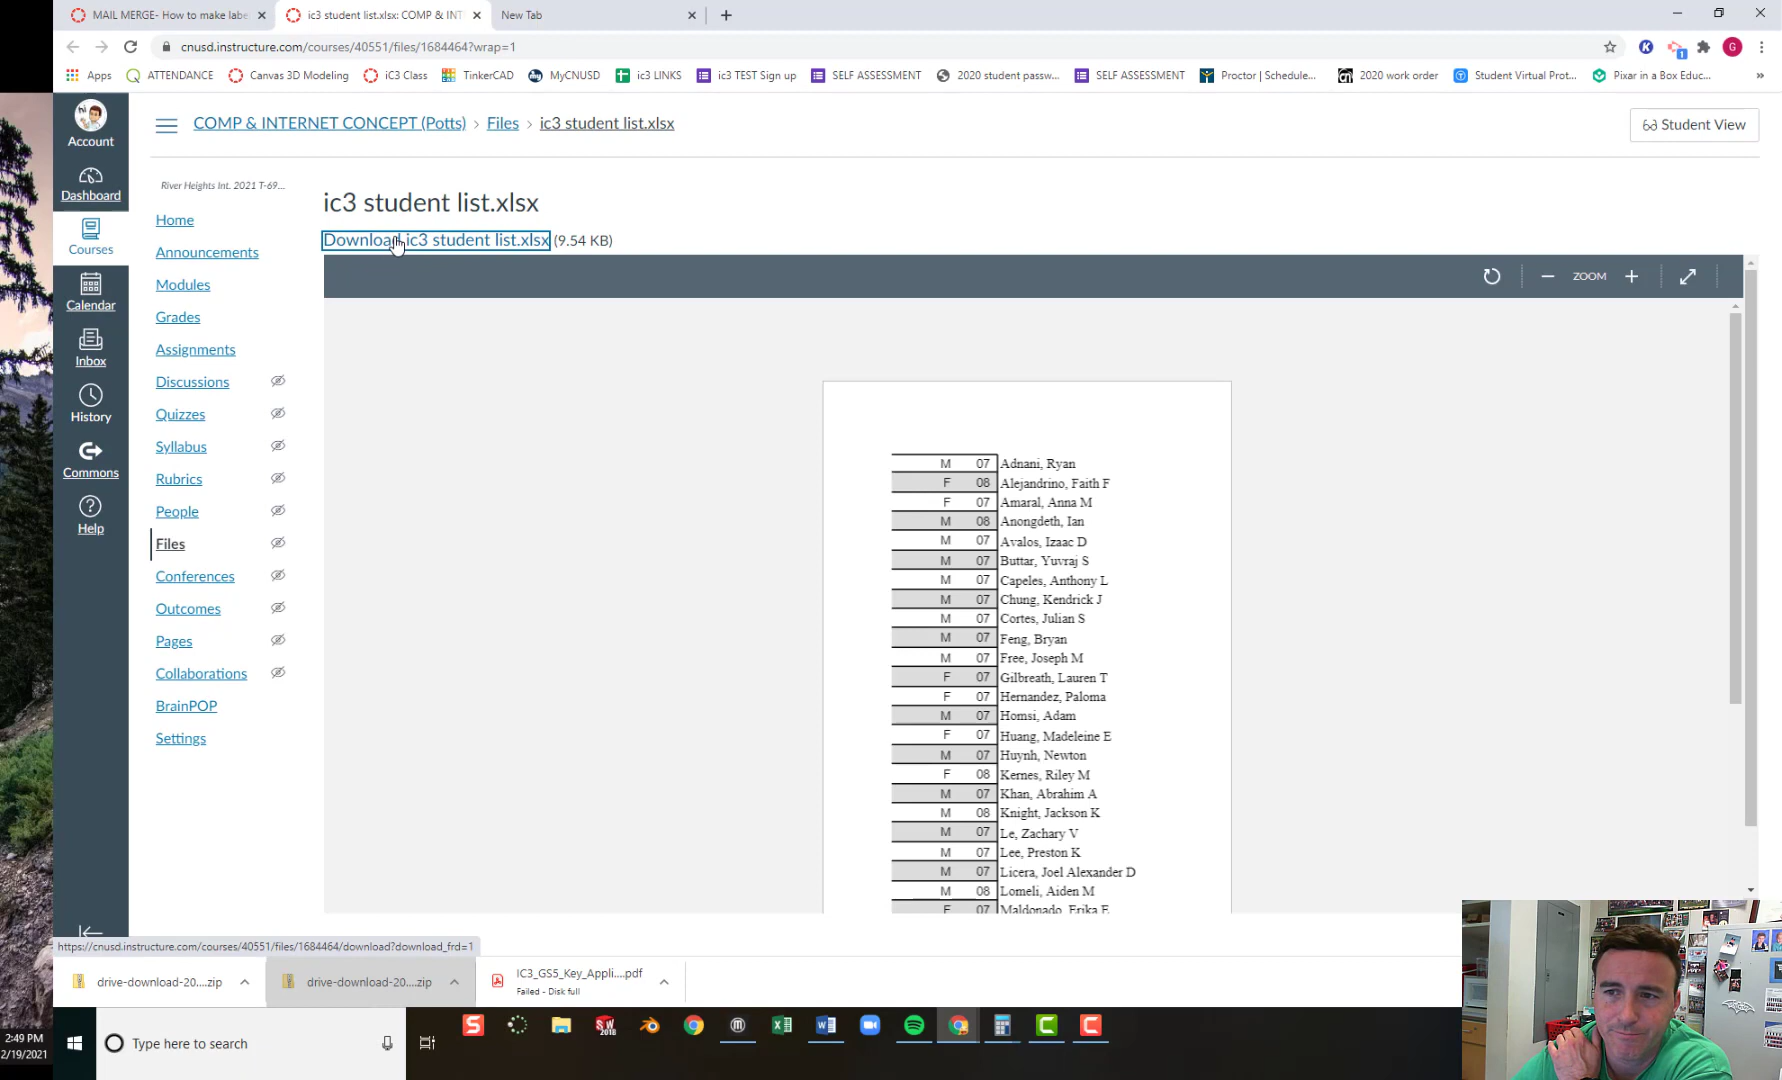 MAIL MERGE- How to make labe
ic3 student list.xlsx: COMP & INT
New Tab
cnusd.instructure.com/courses/40551/files/1684464?wrap=1
Apps
ATTENDANCE
Canvas 3D Modeling
iC3 Class
TinkerCAD
MyCNUSD
ic3 LINKS
ic3 TEST Sign up
SELF ASSESSMENT
2020 student passw...
SELF ASSESSMENT
Proctor | Schedule...
2020 work order
Student Virtual Prot...
Pixar in a Box Educ...
Account
Dashboard
Courses
Calendar
Inbox
History
Commons
Help
COMP & INTERNET CONCEPT (Potts) › Files › ic3 student list.xlsx
Student View
River Heights Int. 2021 T-69...
Home
Announcements
Modules
Grades
Assignments
Discussions
Quizzes
Syllabus
Rubrics
People
Files
Conferences
Outcomes
Pages
Collaborations
BrainPOP
Settings
ic3 student list.xlsx
Download ic3 student list.xlsx (9.54 KB)
ZOOM
M 07 Adnani, Ryan
F 08 Alejandrino, Faith F
F 07 Amaral, Anna M
M 08 Anongdeth, Ian
M 07 Avalos, Izaac D
M 07 Buttar, Yuvraj S
M 07 Capeles, Anthony L
M 07 Chung, Kendrick J
M 07 Cortes, Julian S
M 07 Feng, Bryan
M 07 Free, Joseph M
F 07 Gilbreath, Lauren T
F 07 Hernandez, Paloma
M 07 Homsi, Adam
F 07 Huang, Madeleine E
M 07 Huynh, Newton
F 08 Kernes, Riley M
M 07 Khan, Abrahim A
M 08 Knight, Jackson K
M 07 Le, Zachary V
M 07 Lee, Preston K
M 07 Licera, Joel Alexander D
M 08 Lomeli, Aiden M
F 07 Maldonado, Erika E
https://cnusd.instructure.com/courses/40551/files/1684464/download?download_frd=1
drive-download-20....zip
drive-download-20....zip
IC3_GS5_Key_Appli....pdf
Failed - Disk full
2:49 PM
2/19/2021
Type here to search